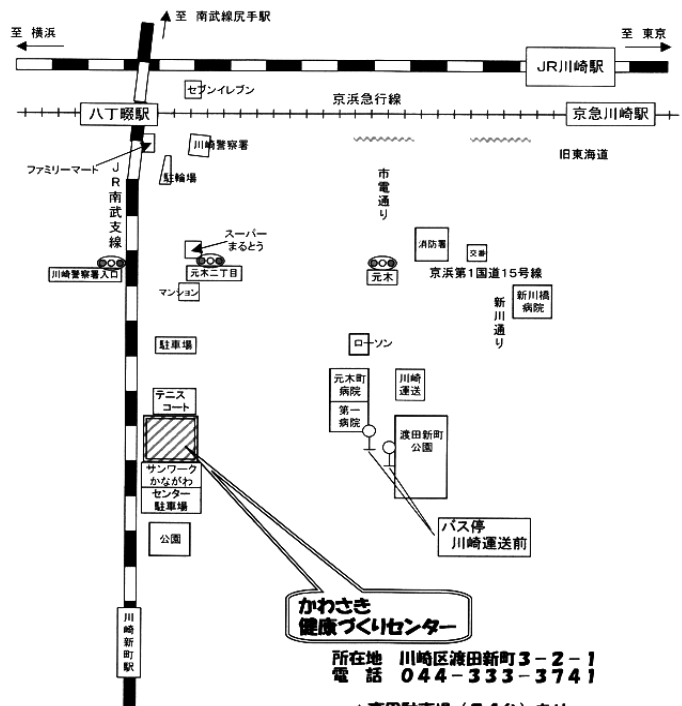 至 南武線尻手駅
至 横浜
至 東京
JR川崎駅
セブンイレブン
京浜急行線
八丁畷駅
京急川崎駅
川崎警察署
旧東海道
ファミリーマート
駐輪場
JR南武支線
市電通り
スーパー
まるとう
消防署
交番
川崎警察署入口
元木二丁目
元木
京浜第1国道15号線
マンション
新川橋
病院
新川通り
駐車場
ローソン
元木町
病院
川崎
運送
テニス
コート
第一
病院
渡田新町
公園
サンワーク
かながわ
センター
駐車場
バス停
川崎運送前
公園
かわさき
健康づくりセンター
川崎新町駅
所在地 川崎区渡田新町3-2-1
電 話 044-333-3741